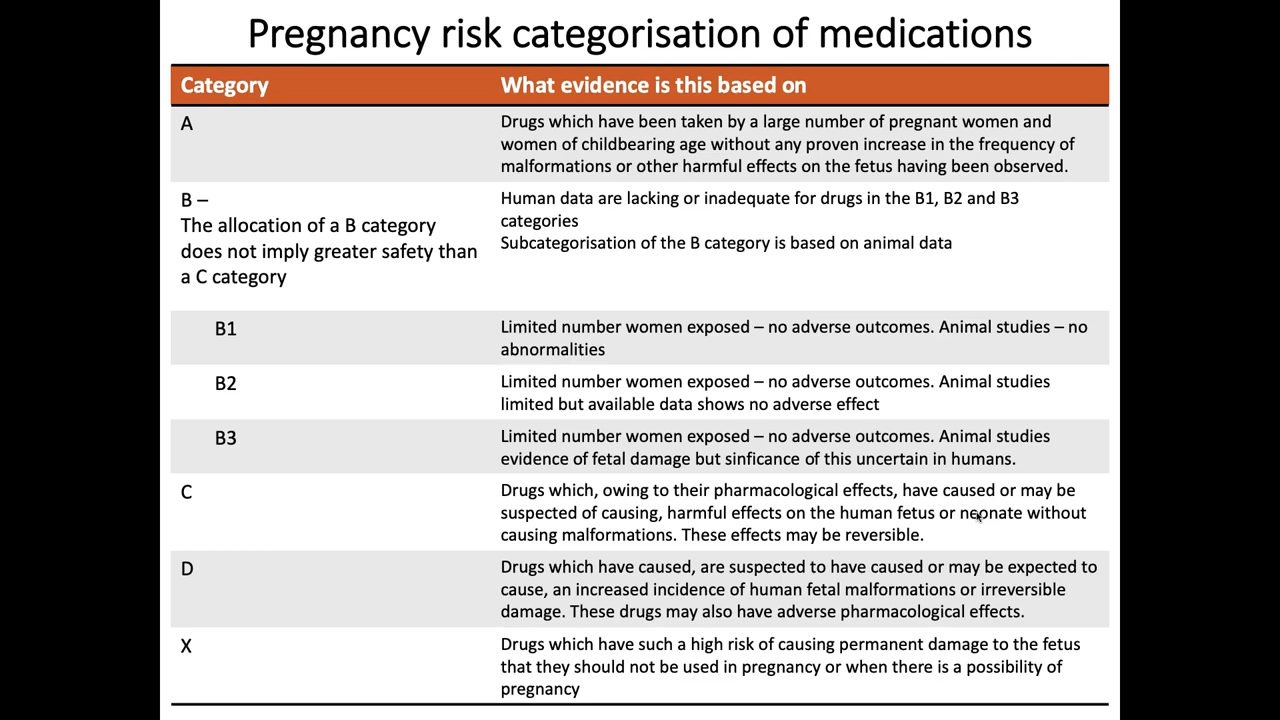 Pregnancy risk categorisation of medications
Category
What evidence is this based on
A
Drugs which have been taken by a large number of pregnant women and
women of childbearing age without any proven increase in the frequency of
malformations or other harmful effects on the fetus having been observed.
B –
The allocation of a B category
does not imply greater safety than
a C category
Human data are lacking or inadequate for drugs in the B1, B2 and B3
categories
Subcategorisation of the B category is based on animal data
B1
Limited number women exposed – no adverse outcomes. Animal studies – no
abnormalities
B2
Limited number women exposed – no adverse outcomes. Animal studies
limited but available data shows no adverse effect
B3
Limited number women exposed – no adverse outcomes. Animal studies
evidence of fetal damage but sinficance of this uncertain in humans.
C
Drugs which, owing to their pharmacological effects, have caused or may be
suspected of causing, harmful effects on the human fetus or neonate without
causing malformations. These effects may be reversible.
D
Drugs which have caused, are suspected to have caused or may be expected to
cause, an increased incidence of human fetal malformations or irreversible
damage. These drugs may also have adverse pharmacological effects.
X
Drugs which have such a high risk of causing permanent damage to the fetus
that they should not be used in pregnancy or when there is a possibility of
pregnancy